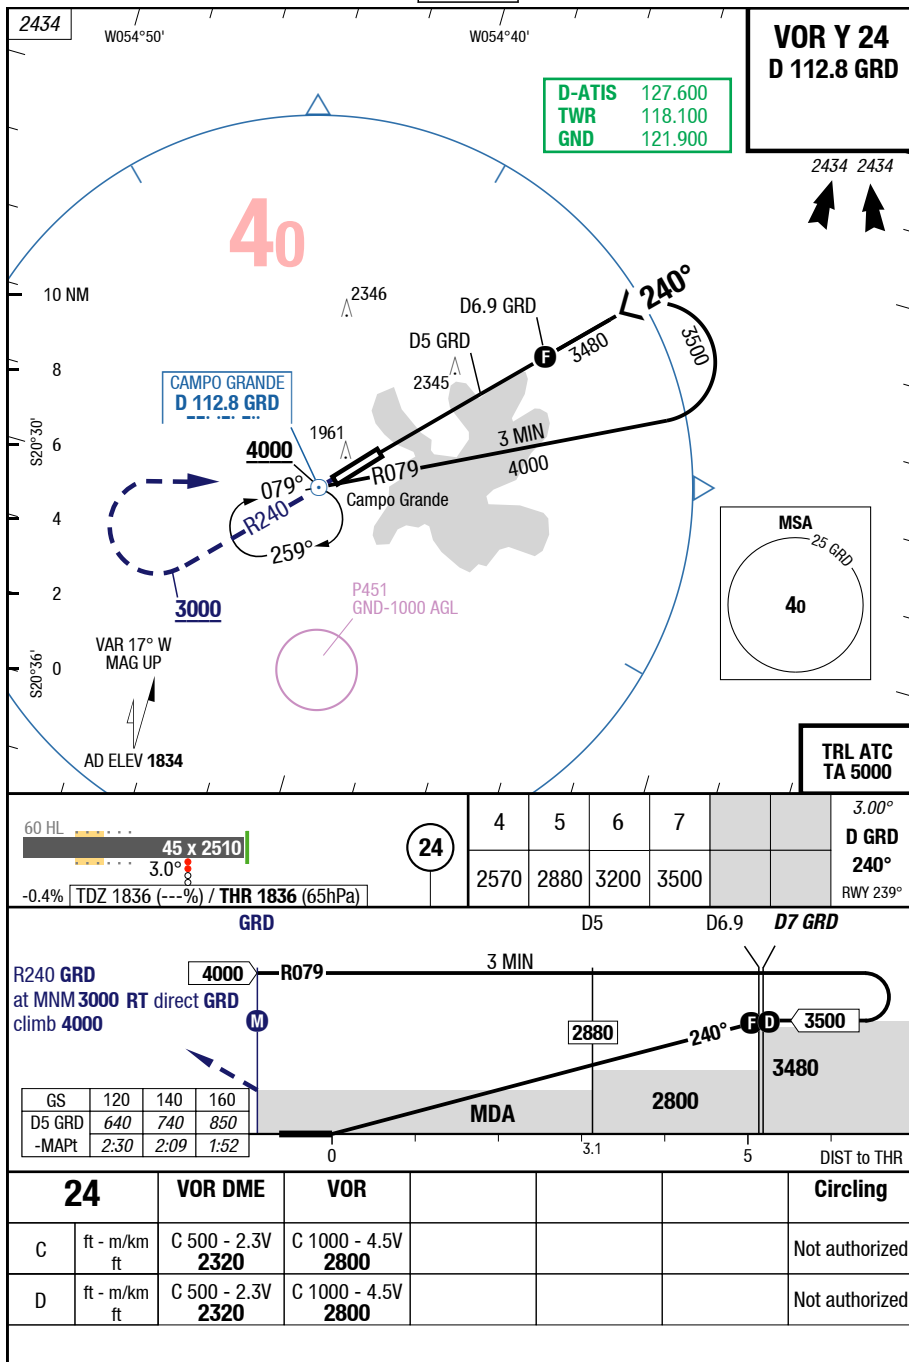 2434
W054°50'
W054°40'
VOR Y 24
D 112.8 GRD
D-ATIS 127.600
TWR 118.100
GND 121.900
2434 2434
40
10 NM
8
6
4
2
0
S20°30'
S20°36'
2346
D6.9 GRD
240°
D5 GRD
F
3480
3500
2345
CAMPO GRANDE
D 112.8 GRD
1961
4000
3 MIN
4000
R079
079°
Campo Grande
R240
259°
3000
MSA
25 GRD
40
P451
GND-1000 AGL
VAR 17° W
MAG UP
AD ELEV 1834
TRL ATC
TA 5000
60 HL
45 x 2510
3.0°
-0.4% TDZ 1836 (---%) / THR 1836 (65hPa)
24
4 5 6 7
2570 2880 3200 3500
3.00°
D GRD
240°
RWY 239°
GRD D5 D6.9 D7 GRD
R240 GRD
at MNM 3000 RT direct GRD
climb 4000
4000 R079 3 MIN
M
2880
240°
F D 3500
3480
2800
MDA
GS 120 140 160
D5 GRD 640 740 850
-MAPt 2:30 2:09 1:52
0 3.1 5 DIST to THR
24 VOR DME VOR Circling
C ft - m/km C 500 - 2.3V C 1000 - 4.5V Not authorized
ft 2320 2800
D ft - m/km C 500 - 2.3V C 1000 - 4.5V Not authorized
ft 2320 2800